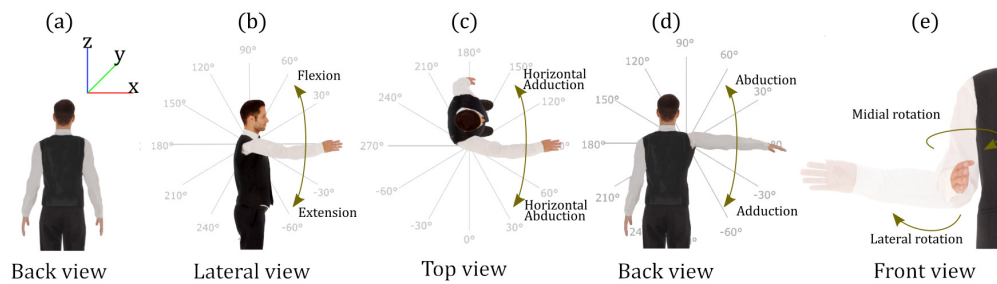 (a)
(b)
(c)
(d)
(e)
z
y
x
90°
60°
120°
Flexion
30°
150°
180°
-30°
210°
Extension
240°
-60°
180°
210°
150°
Horizontal
Adduction
240°
120°
270°
90°
-60°
60°
Horizontal
Abduction
-30°
30°
0°
90°
60°
120°
Abduction
30°
150°
180°
-30°
210°
Adduction
-60°
Midial rotation
Lateral rotation
Back view
Lateral view
Top view
Back view
Front view